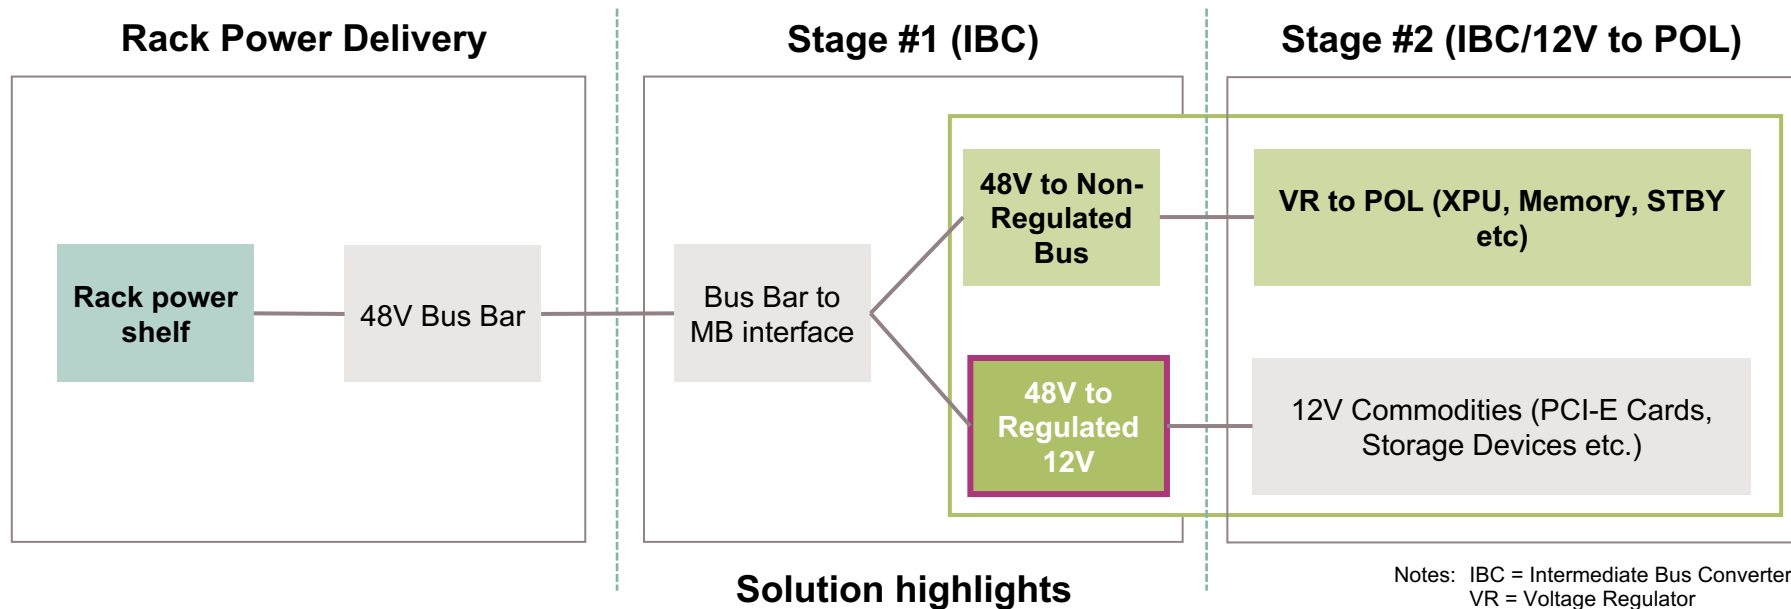 Rack Power Delivery
Stage #1 (IBC)
Stage #2 (IBC/12V to POL)
Rack power
shelf
48V Bus Bar
Bus Bar to
MB interface
48V to Non-
Regulated
Bus
VR to POL (XPU, Memory, STBY
etc)
48V to
Regulated
12V
12V Commodities (PCI-E Cards,
Storage Devices etc.)
Solution highlights
Notes: IBC = Intermediate Bus Converter
VR = Voltage Regulator